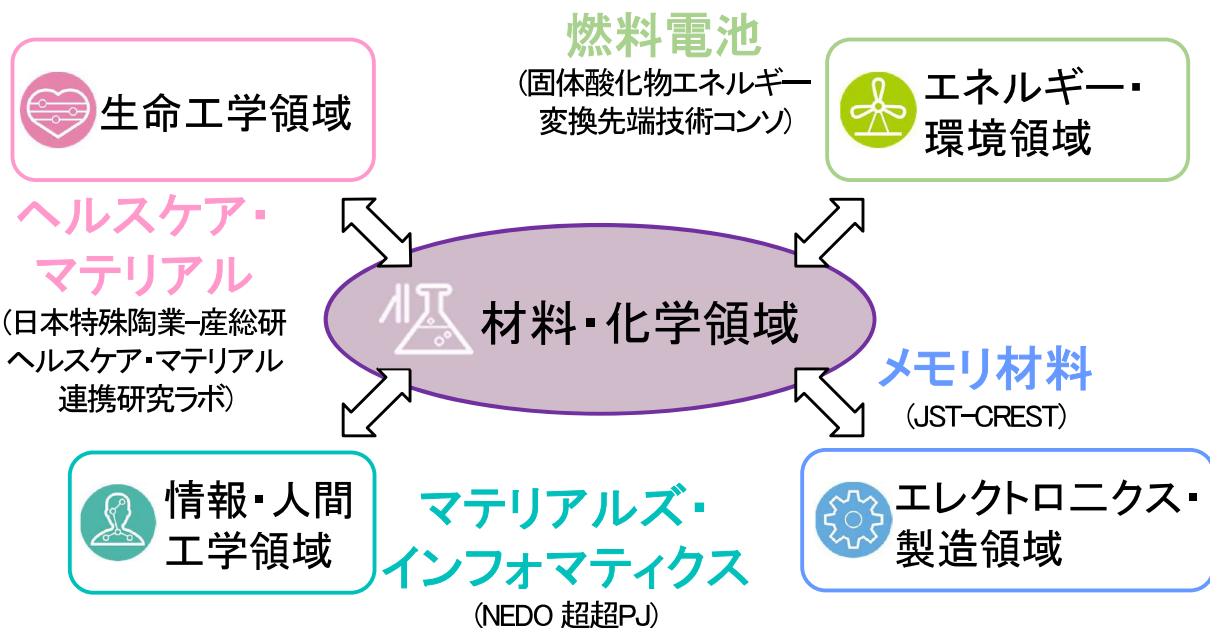 燃料電池
(固体酸化物エネルギー
変換先端技術コンソ)
生命工学領域
エネルギー・
環境領域
ヘルスケア・
マテリアル
(日本特殊陶業-産総研
ヘルスケア・マテリアル
連携研究ラボ)
材料・化学領域
メモリ材料
(JST-CREST)
情報・人間
工学領域
マテリアルズ・
インフォマティクス
(NEDO 超超PJ)
エレクトロニクス・
製造領域